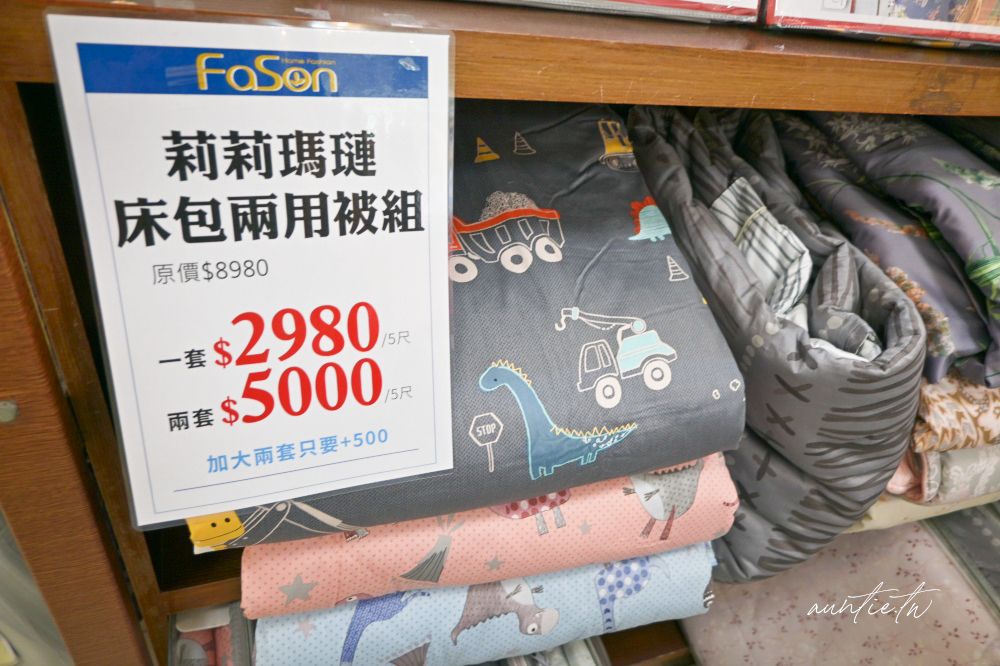 Home Fashion
FaSon
莉莉瑪璉
床包兩用被組
原價$8980
一套 $2980/5尺
兩套 $5000/5尺
加大兩套只要+500
STOP
auntie.tw